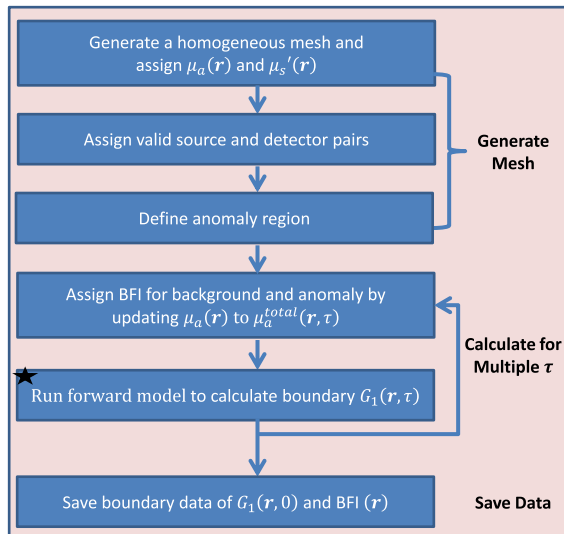 Generate a homogeneous mesh and
assign μₐ(r) and μₛ′(r)
Assign valid source and detector pairs
Define anomaly region
Generate
Mesh
Assign BFI for background and anomaly by
updating μₐ(r) to μₐᵗᵒᵗᵃˡ(r, τ)
Calculate for
Multiple τ
Run forward model to calculate boundary G₁(r, τ)
Save boundary data of G₁(r, 0) and BFI (r)
Save Data